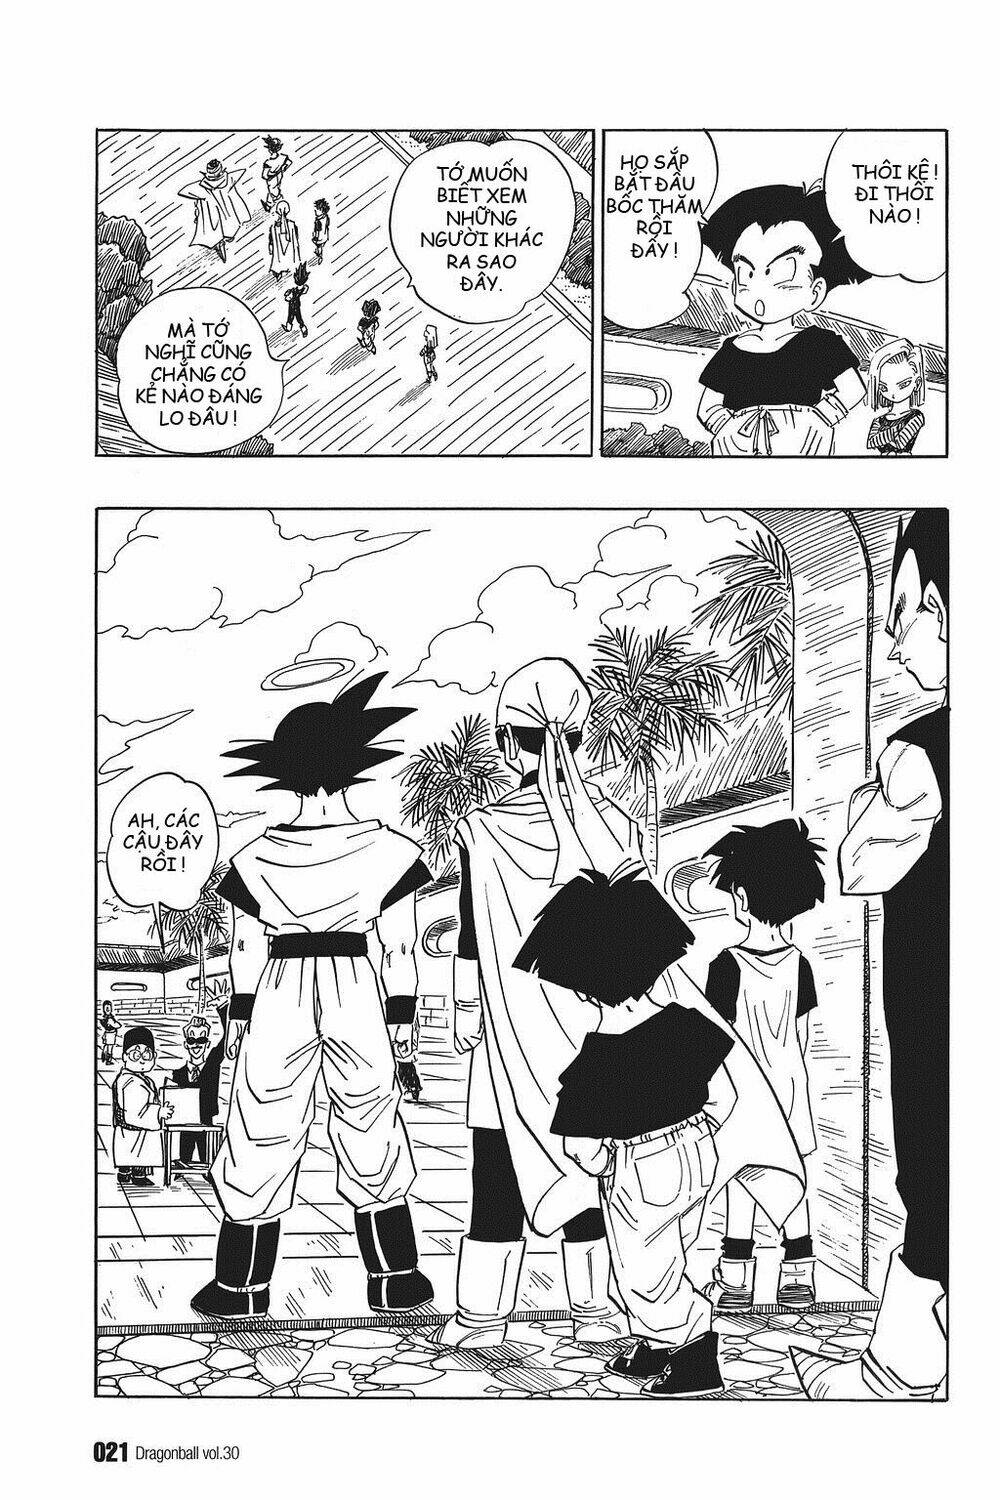 THÔI KỆ !
ĐI THÔI
NÀO !
HỌ SẮP
BẮT ĐẦU
BỐC THĂM
RỒI
ĐẤY !
TỚ MUỐN
BIẾT XEM
NHỮNG
NGƯỜI KHÁC
RA SAO
ĐÂY.
MÀ TỚ
NGHĨ CŨNG
CHẲNG CÓ
KẺ NÀO ĐÁNG
LO ĐÂU !
AH, CÁC
CẬU ĐÂY
RỒI !
021 Dragonball vol.30